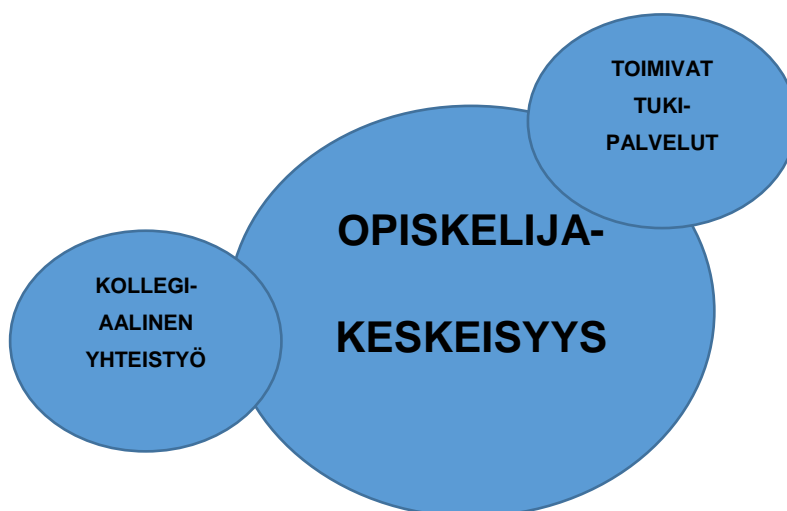 TOIMIVAT
TUKI-
PALVELUT
OPISKELIJA-
KESKEISYYS
KOLLEGI-
AALINEN
YHTEISTYÖ